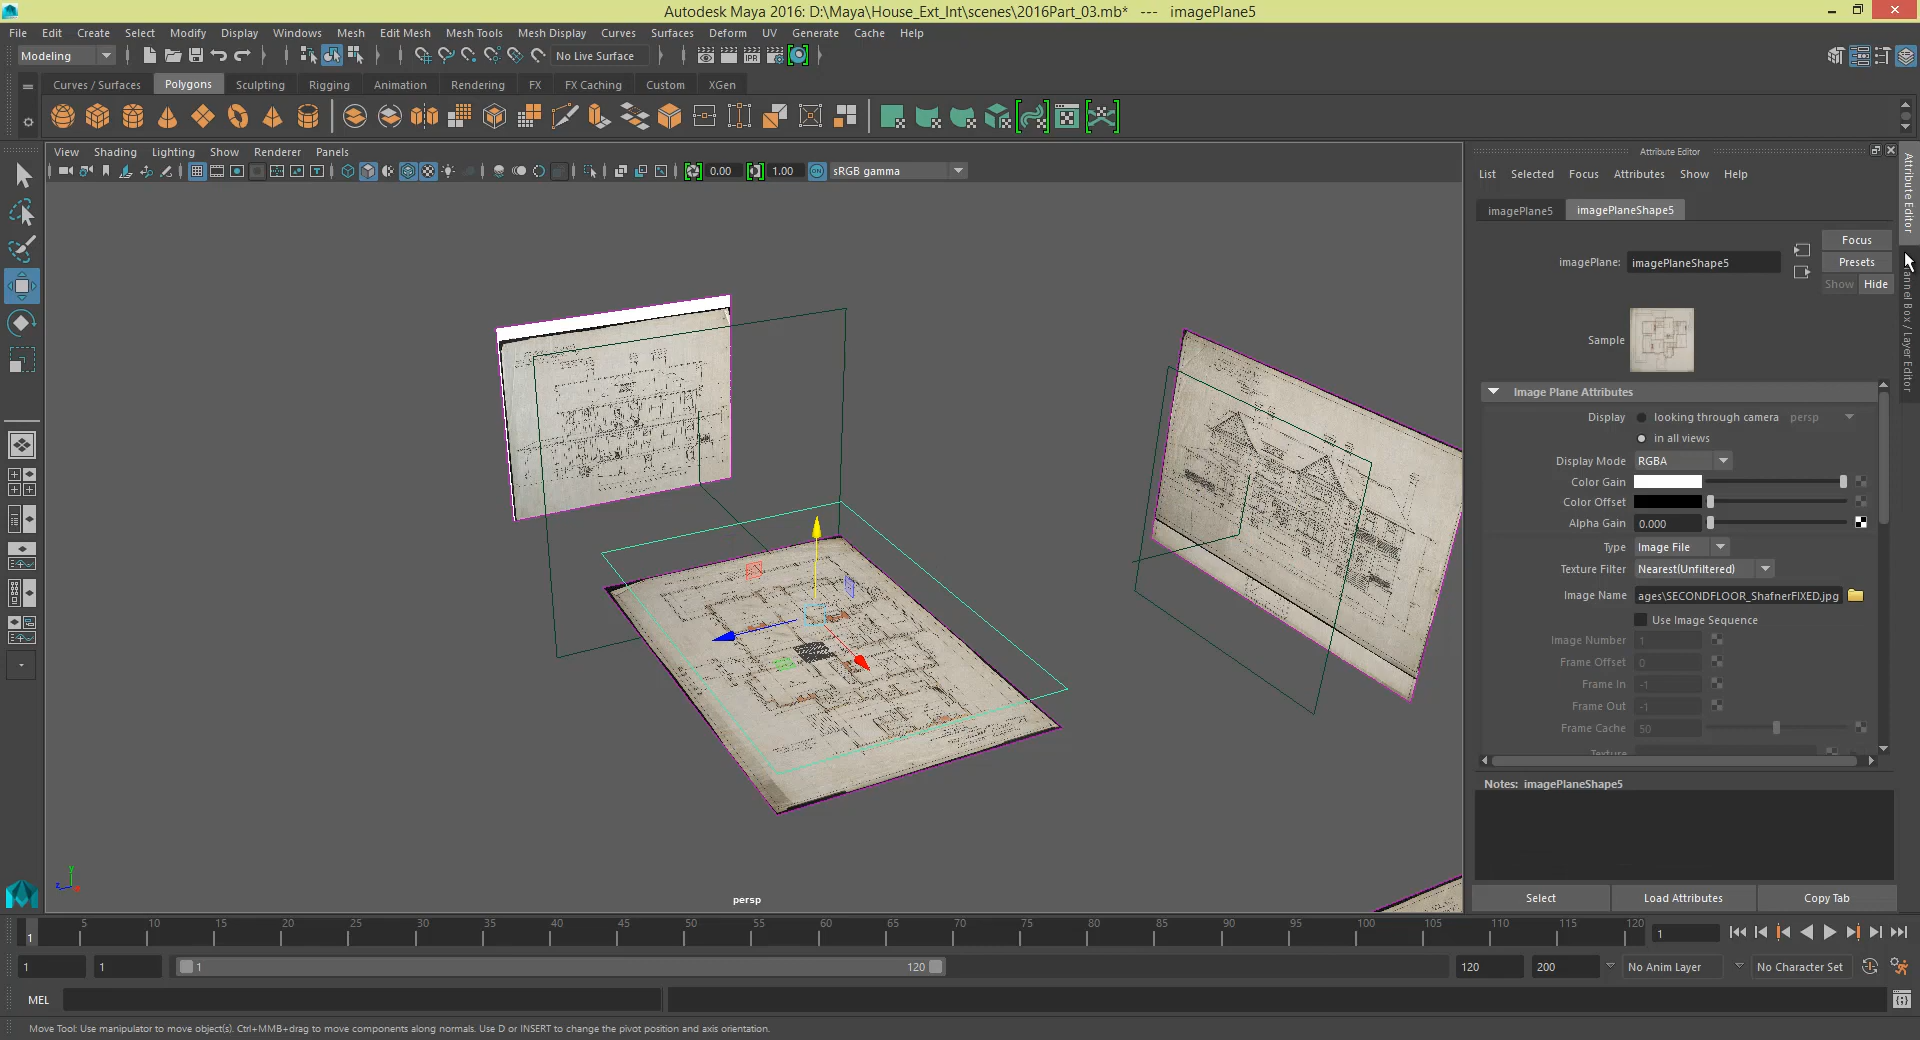 Autodesk Maya 2016: D:\Maya\House_Ext_Int\scenes\2016Part_03.mb* --- imagePlane5
File Edit Create Select Modify Display Windows Mesh Edit Mesh Mesh Tools Mesh Display Curves Surfaces Deform UV Generate Cache Help
Modeling No Live Surface IPR
Curves / Surfaces Polygons Sculpting Rigging Animation Rendering FX FX Caching Custom XGen
View Shading Lighting Show Renderer Panels
0.00 1.00 ON sRGB gamma
Attribute Editor
List Selected Focus Attributes Show Help
imagePlane5 imagePlaneShape5
Focus
imagePlane: imagePlaneShape5 Presets
Show Hide
Sample
Image Plane Attributes
Display looking through camera persp
in all views
Display Mode RGBA
Color Gain
Color Offset
Alpha Gain 0.000
Type Image File
Texture Filter Nearest(Unfiltered)
Image Name ages\SECONDFLOOR_ShafnerFIXED.jpg
Use Image Sequence
Image Number 1
Frame Offset 0
Frame In -1
Frame Out -1
Frame Cache 50
Texture
Notes: imagePlaneShape5
Select Load Attributes Copy Tab
Attribute Editor
annel Box / Layer Editor
y
z
persp
5 10 15 20 25 30 35 40 45 50 55 60 65 70 75 80 85 90 95 100 105 110 115 120
1 1
1 1 1 120 120 200 No Anim Layer No Character Set
MEL
Move Tool: Use manipulator to move object(s). Ctrl+MMB+drag to move components along normals. Use D or INSERT to change the pivot position and axis orientation.